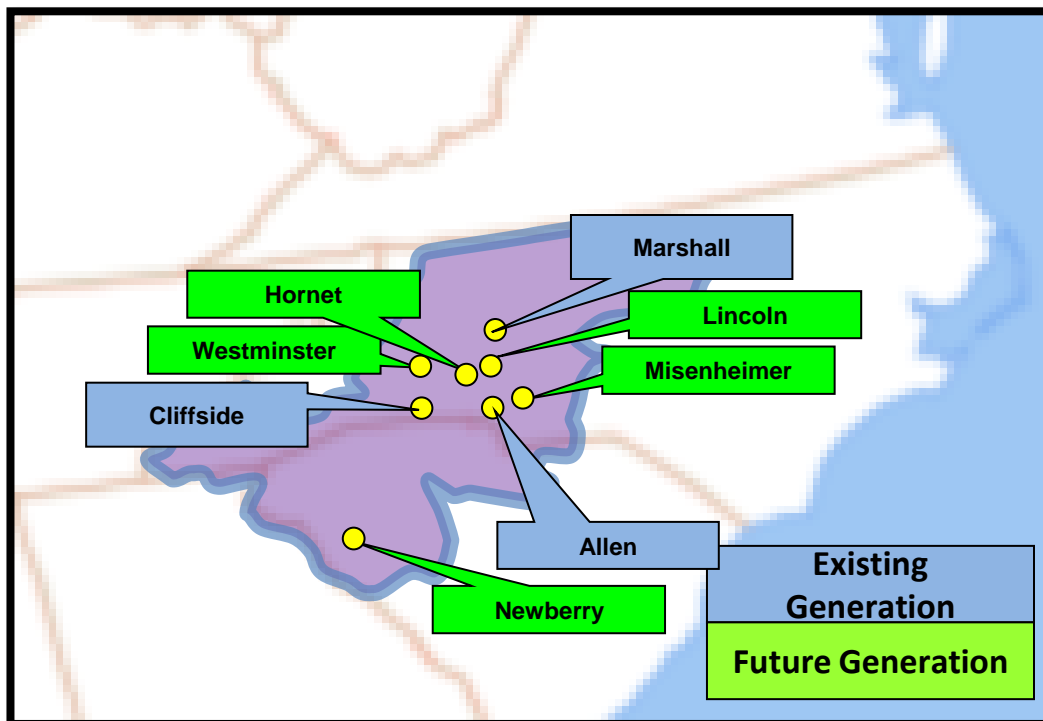 Marshall
Hornet
Lincoln
Westminster
Misenheimer
Cliffside
Allen
Newberry
Existing
Generation
Future Generation